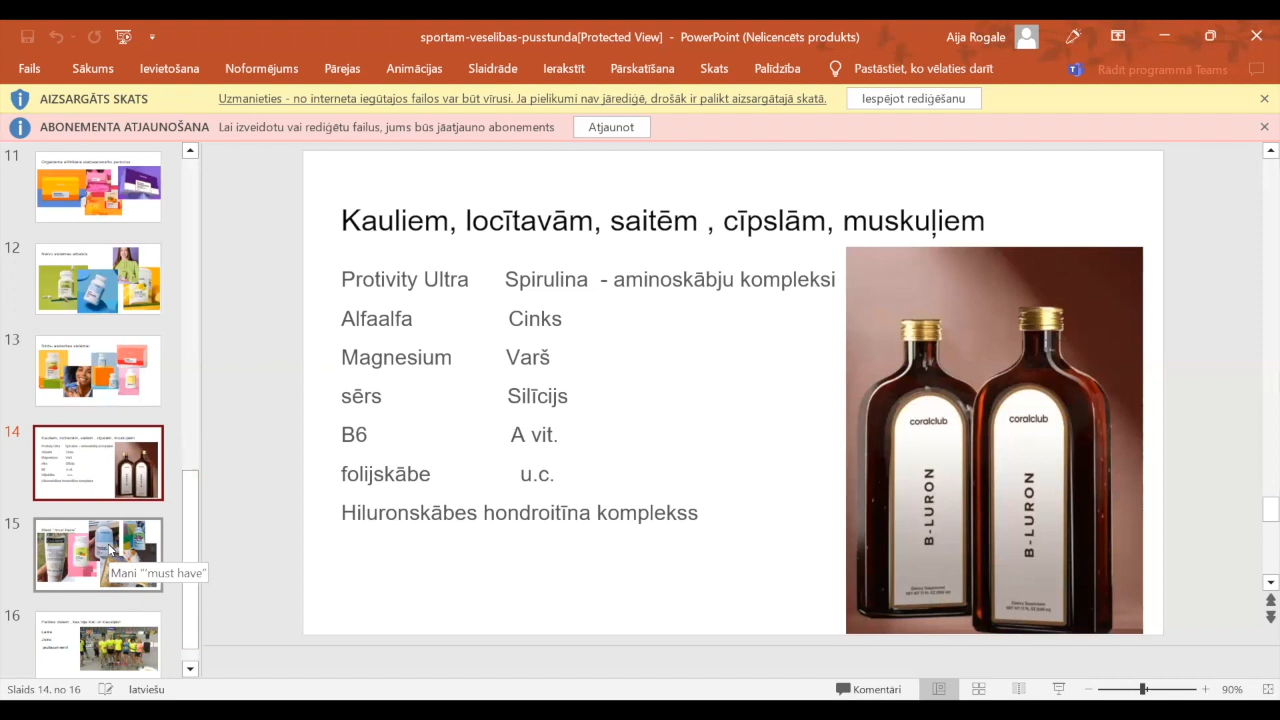 sportam-veselibas-pusstunda[Protected View] - PowerPoint (Nelicencēts produkts)
Aija Rogale
Fails Sākums Ievietošana Noformējums Pārejas Animācijas Slaidrāde Ierakstīt Pārskatīšana Skats Palīdzība Pastāstiet, ko vēlaties darīt Rādīt programmā Teams
AIZSARGĀTS SKATS Uzmanieties - no interneta iegūtajos failos var būt vīrusi. Ja pielikumi nav jārediģē, drošāk ir palikt aizsargātajā skatā. Iespējot rediģēšanu
ABONEMENTA ATJAUNOŠANA Lai izveidotu vai rediģētu failus, jums būs jāatjauno abonements Atjaunot
11
12
13
14
Kauliem, locītavām, saitēm , cīpslām, muskuļiem
15
Mani "‘must have"
16
Kauliem, locītavām, saitēm , cīpslām, muskuļiem
Protivity Ultra Spirulina - aminoskābju kompleksi
Alfaalfa Cinks
Magnesium Varš
sērs Silīcijs
B6 A vit.
folijskābe u.c.
Hiluronskābes hondroitīna komplekss
coralclub
B-LURON
coralclub
B-LURON
Slaids 14. no 16 latviešu Komentāri 90%